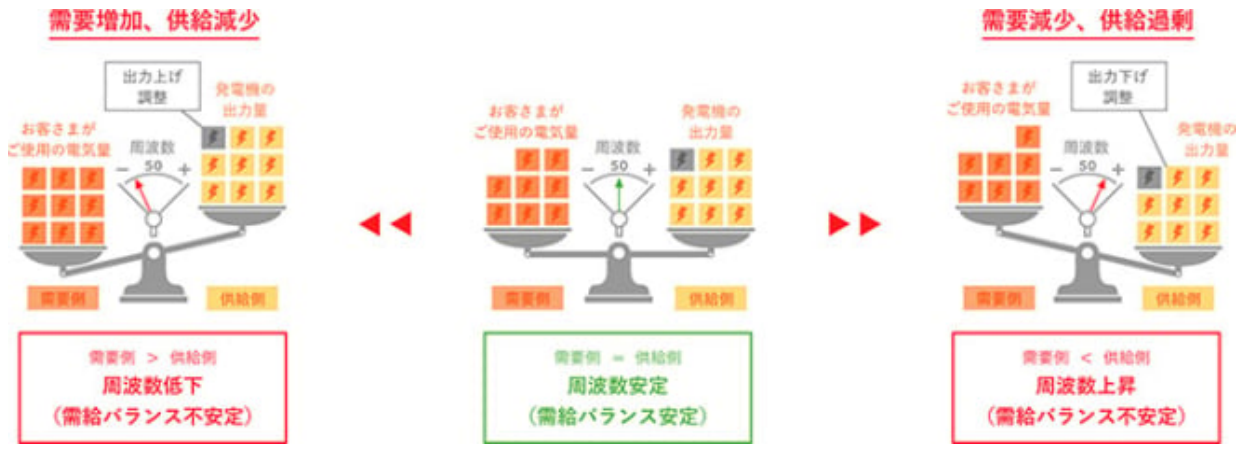 需要増加、供給減少
出力上げ
調整
発電機の
出力量
お客さまが
ご使用の電気量
周波数
− 50 +
需要側
供給側
需要側 > 供給側
周波数低下
（需給バランス不安定）
お客さまが
ご使用の電気量
発電機の
出力量
周波数
− 50 +
需要側
供給側
需要側 = 供給側
周波数安定
（需給バランス安定）
需要減少、供給過剰
出力下げ
調整
お客さまが
ご使用の電気量
発電機の
出力量
周波数
− 50 +
需要側
供給側
需要側 < 供給側
周波数上昇
（需給バランス不安定）